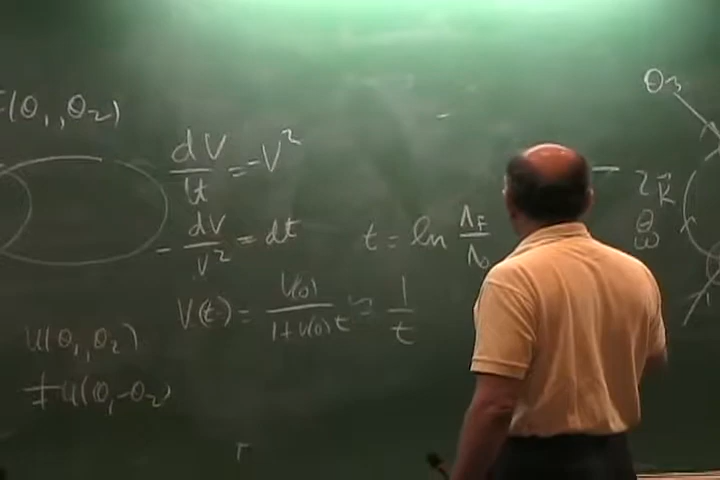 F(θ₁, θ₂)
dV/dt = -V²
- dV/V² = dt
t = ln Λ_F/Λ₀
V(t) = V(0)/1+V(0)t ≃ 1/t
u(θ₁, θ₂)
≠ u(θ₁-θ₂)
θ₃
Σ K⃗
θ
ω